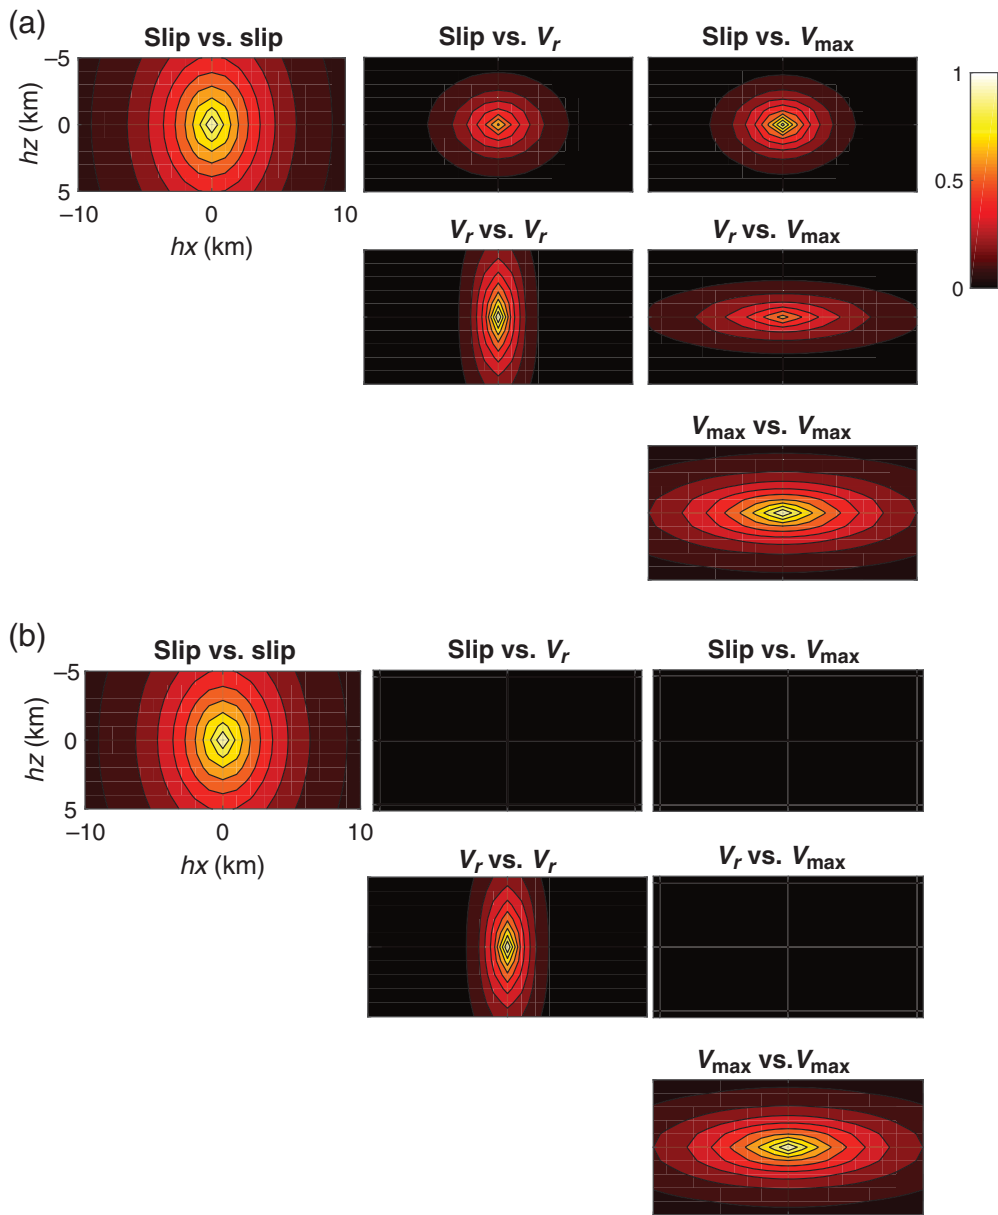 (a)
Slip vs. slip
Slip vs. Vr
Slip vs. Vmax
−5
0
5
hz (km)
−10
0
10
hx (km)
1
0.5
0
Vr vs. Vr
Vr vs. Vmax
Vmax vs. Vmax
(b)
Slip vs. slip
Slip vs. Vr
Slip vs. Vmax
−5
0
5
hz (km)
−10
0
10
hx (km)
Vr vs. Vr
Vr vs. Vmax
Vmax vs.Vmax